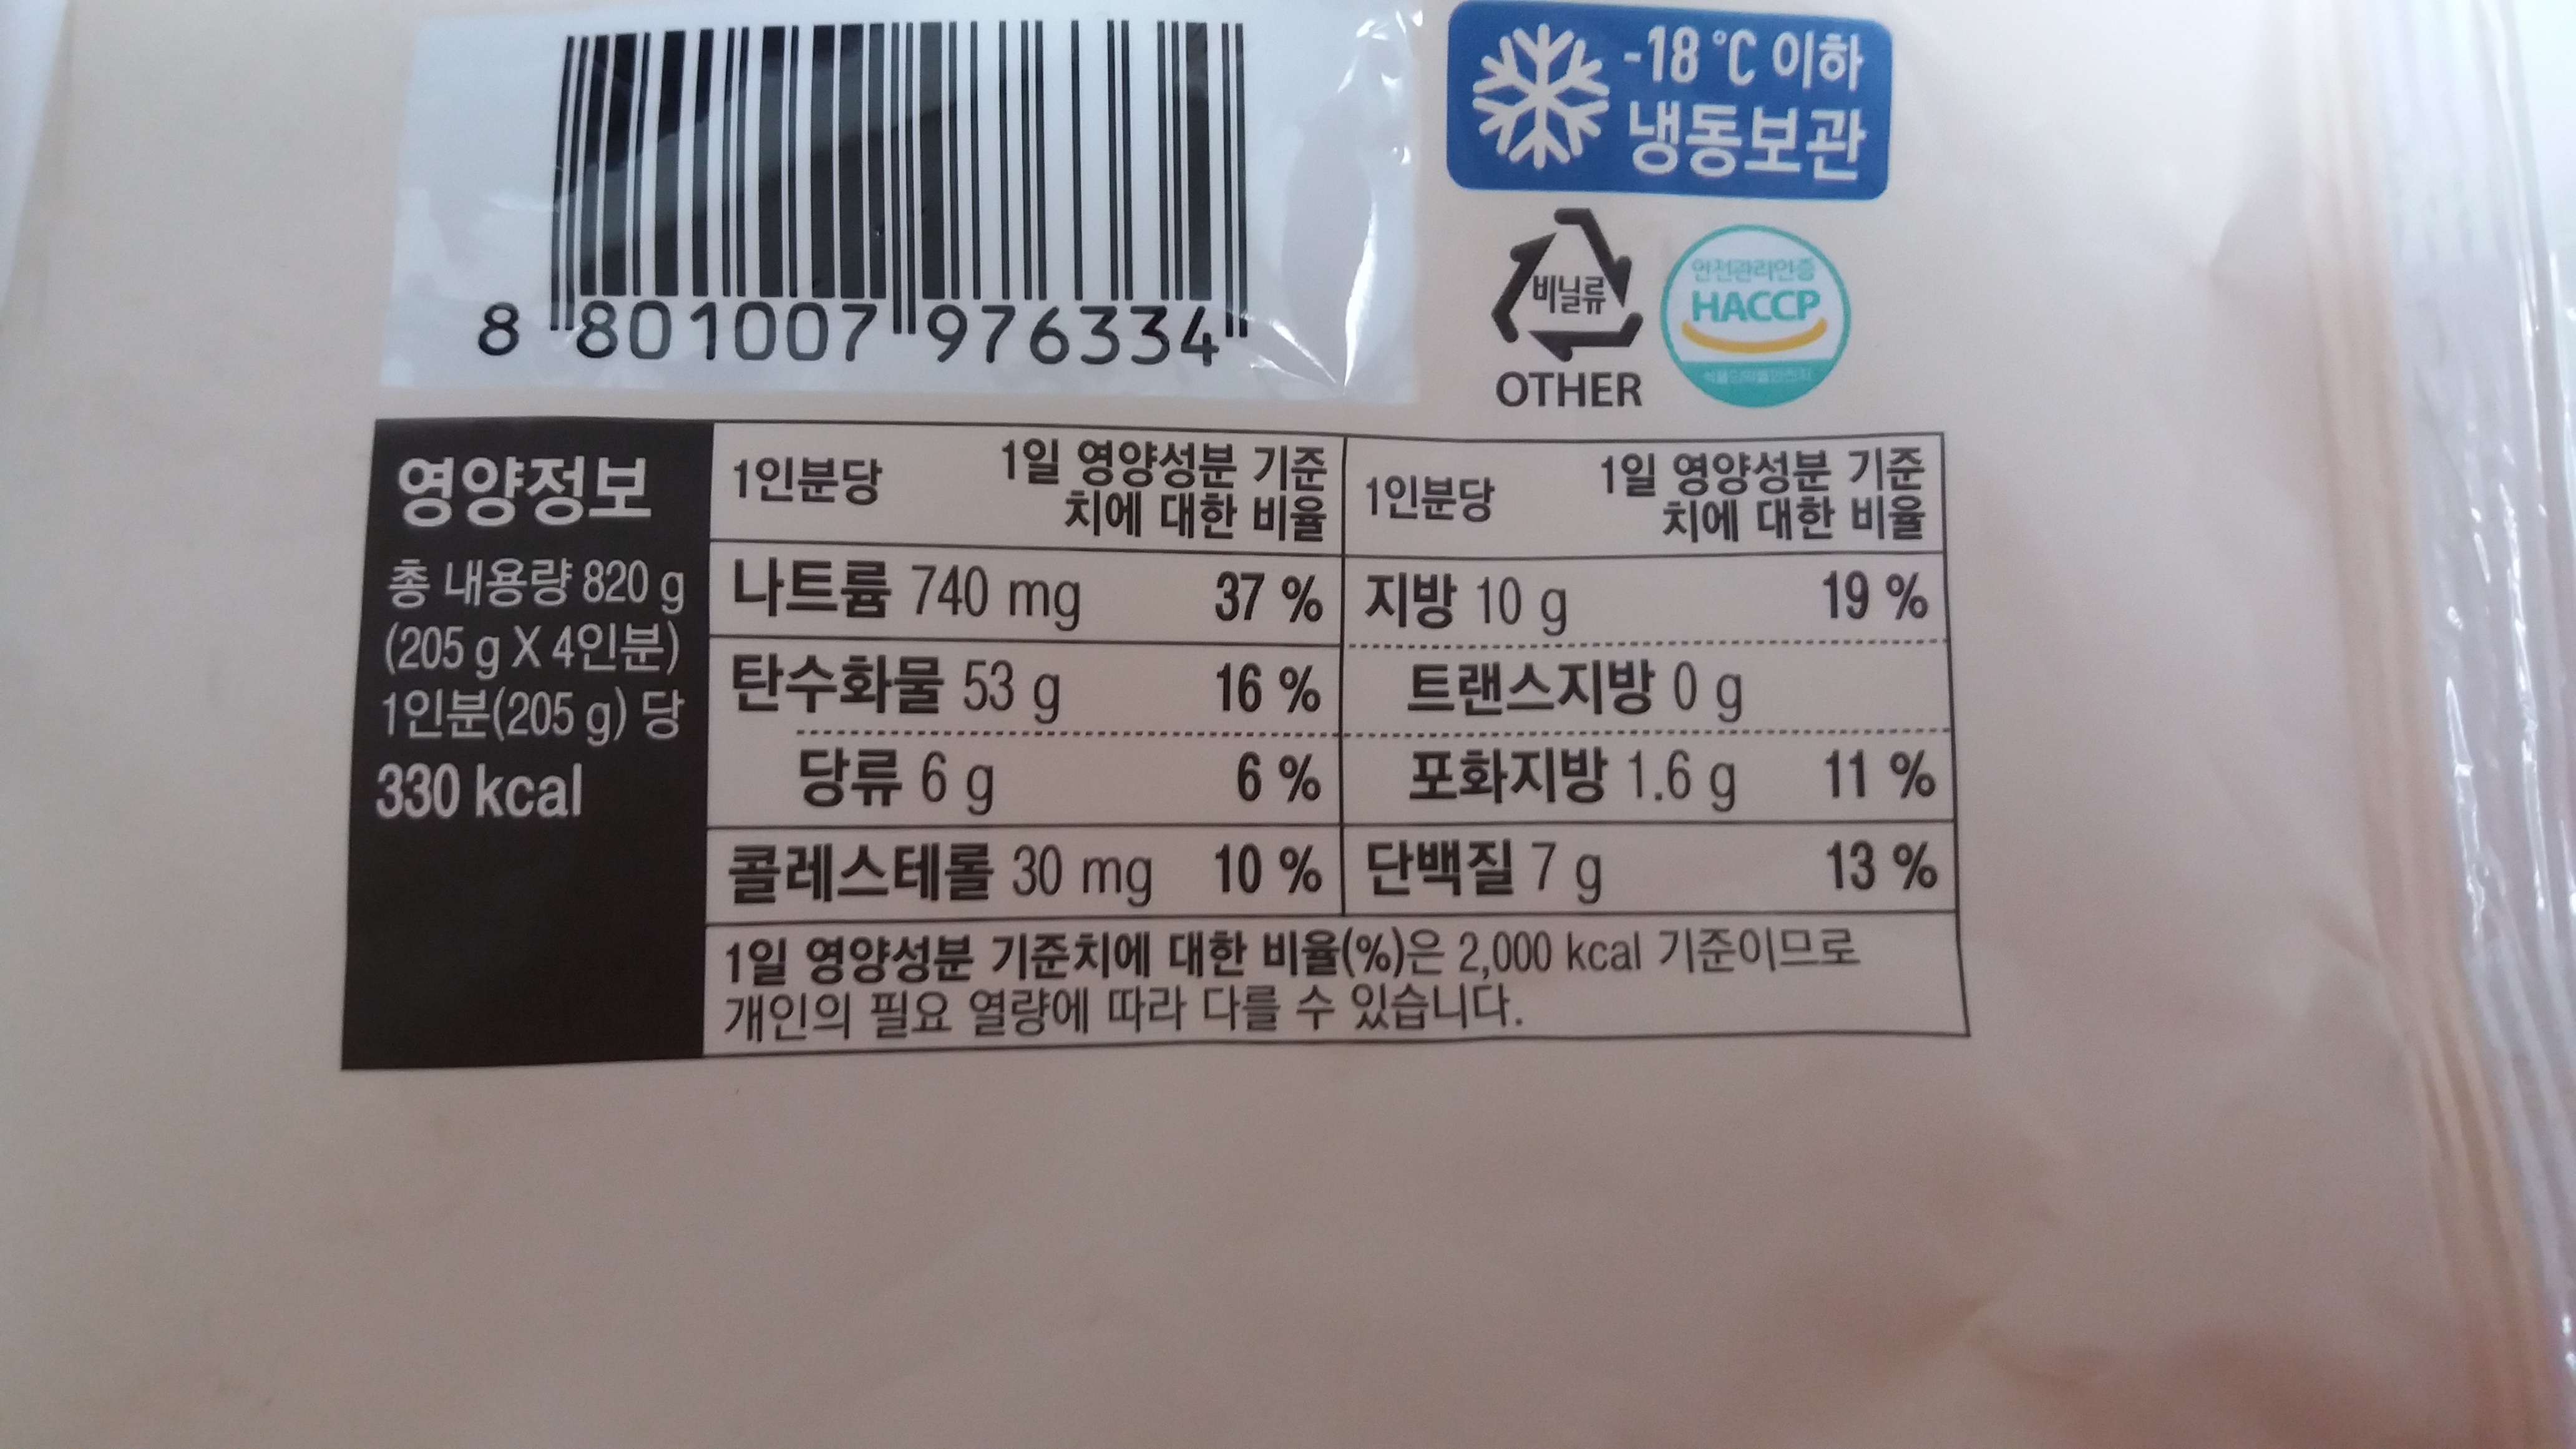 -18 ℃ 이하
냉동보관
8 801007 976334
비닐류
OTHER
안전관리인증
HACCP
영양정보
총 내용량 820 g
(205 g X 4인분)
1인분(205 g) 당
330 kcal
1인분당 1일 영양성분 기준
치에 대한 비율
1인분당 1일 영양성분 기준
치에 대한 비율
나트륨 740 mg 37 % 지방 10 g 19 %
탄수화물 53 g 16 % 트랜스지방 0 g
당류 6 g 6 % 포화지방 1.6 g 11 %
콜레스테롤 30 mg 10 % 단백질 7 g 13 %
1일 영양성분 기준치에 대한 비율(%)은 2,000 kcal 기준이므로
개인의 필요 열량에 따라 다를 수 있습니다.